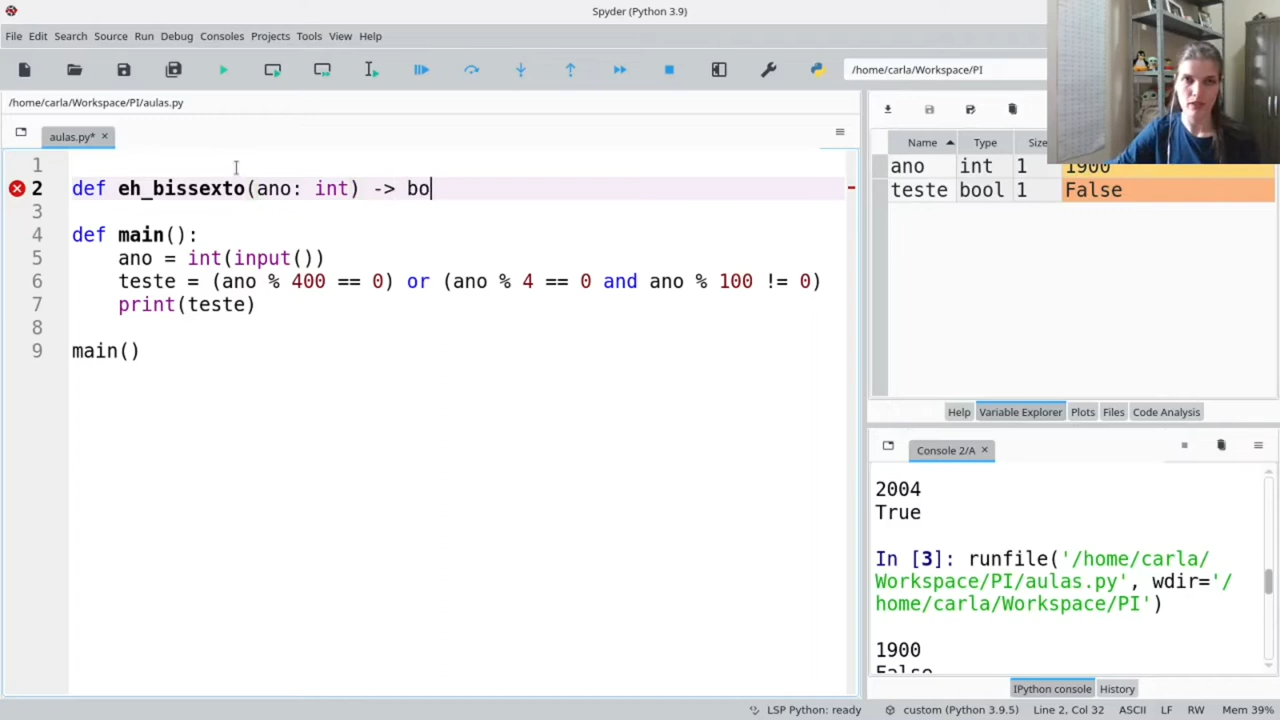 Spyder (Python 3.9)
File Edit Search Source Run Debug Consoles Projects Tools View Help
/home/carla/Workspace/PI
/home/carla/Workspace/PI/aulas.py
aulas.py*
1
2 def eh_bissexto(ano: int) -> bo
3
4 def main():
5 ano = int(input())
6 teste = (ano % 400 == 0) or (ano % 4 == 0 and ano % 100 != 0)
7 print(teste)
8
9 main()
Name Type Size
ano int 1 1900
teste bool 1 False
Help Variable Explorer Plots Files Code Analysis
Console 2/A
2004
True
In [3]: runfile('/home/carla/
Workspace/PI/aulas.py', wdir='/
home/carla/Workspace/PI')
1900
False
IPython console History
LSP Python: ready custom (Python 3.9.5) Line 2, Col 32 ASCII LF RW Mem 39%